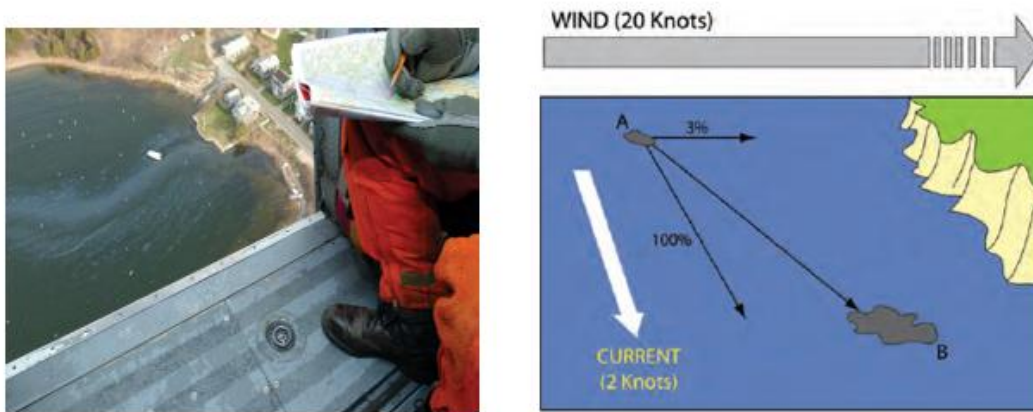 WIND (20 Knots)
A
3%
100%
CURRENT
(2 Knots)
B